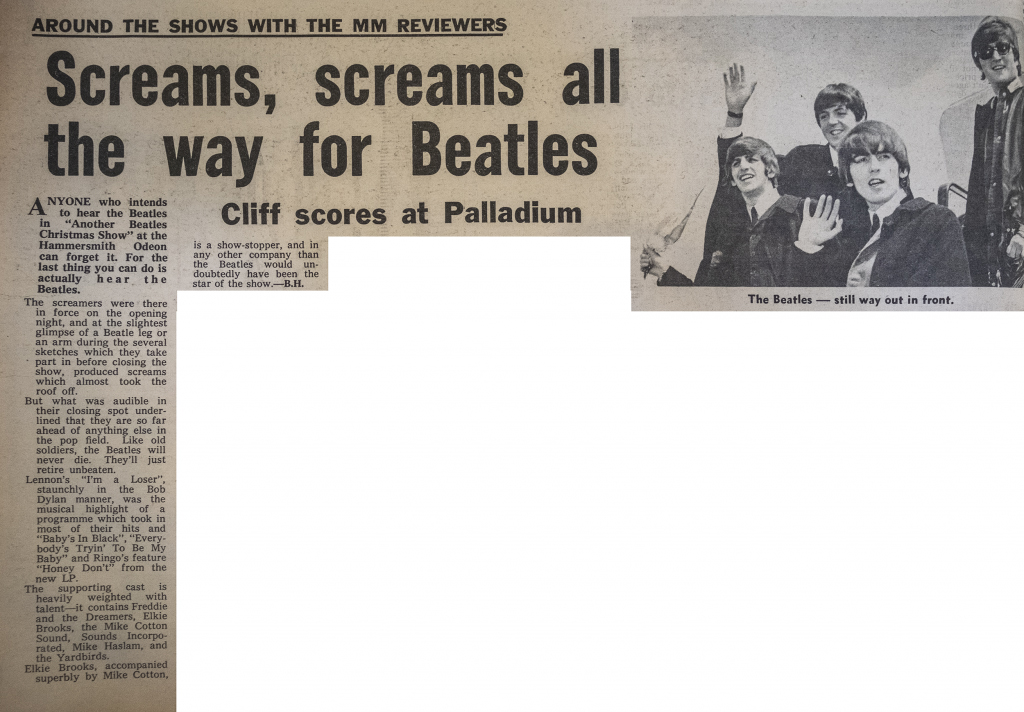 AROUND THE SHOWS WITH THE MM REVIEWERS
Screams, screams all
the way for Beatles
Cliff scores at Palladium
ANYONE who intends
to hear the Beatles
in "Another Beatles
Christmas Show" at the
Hammersmith Odeon
can forget it. For the
last thing you can do is
actually hear the
Beatles.
The screamers were there
in force on the opening
night, and at the slightest
glimpse of a Beatle leg or
an arm during the several
sketches which they take
part in before closing the
show, produced screams
which almost took the
roof off.
But what was audible in
their closing spot under-
lined that they are so far
ahead of anything else in
the pop field. Like old
soldiers, the Beatles will
never die. They'll just
retire unbeaten.
Lennon's "I'm a Loser",
staunchly in the Bob
Dylan manner, was the
musical highlight of a
programme which took in
most of their hits and
"Baby's In Black", "Every-
body's Tryin' To Be My
Baby" and Ringo's feature
"Honey Don't" from the
new LP.
The supporting cast is
heavily weighted with
talent—it contains Freddie
and the Dreamers, Elkie
Brooks, the Mike Cotton
Sound, Sounds Incorpo-
rated, Mike Haslam, and
the Yardbirds.
Elkie Brooks, accompanied
superbly by Mike Cotton,
is a show-stopper, and in
any other company than
the Beatles would un-
doubtedly have been the
star of the show.—B.H.
The Beatles — still way out in front.